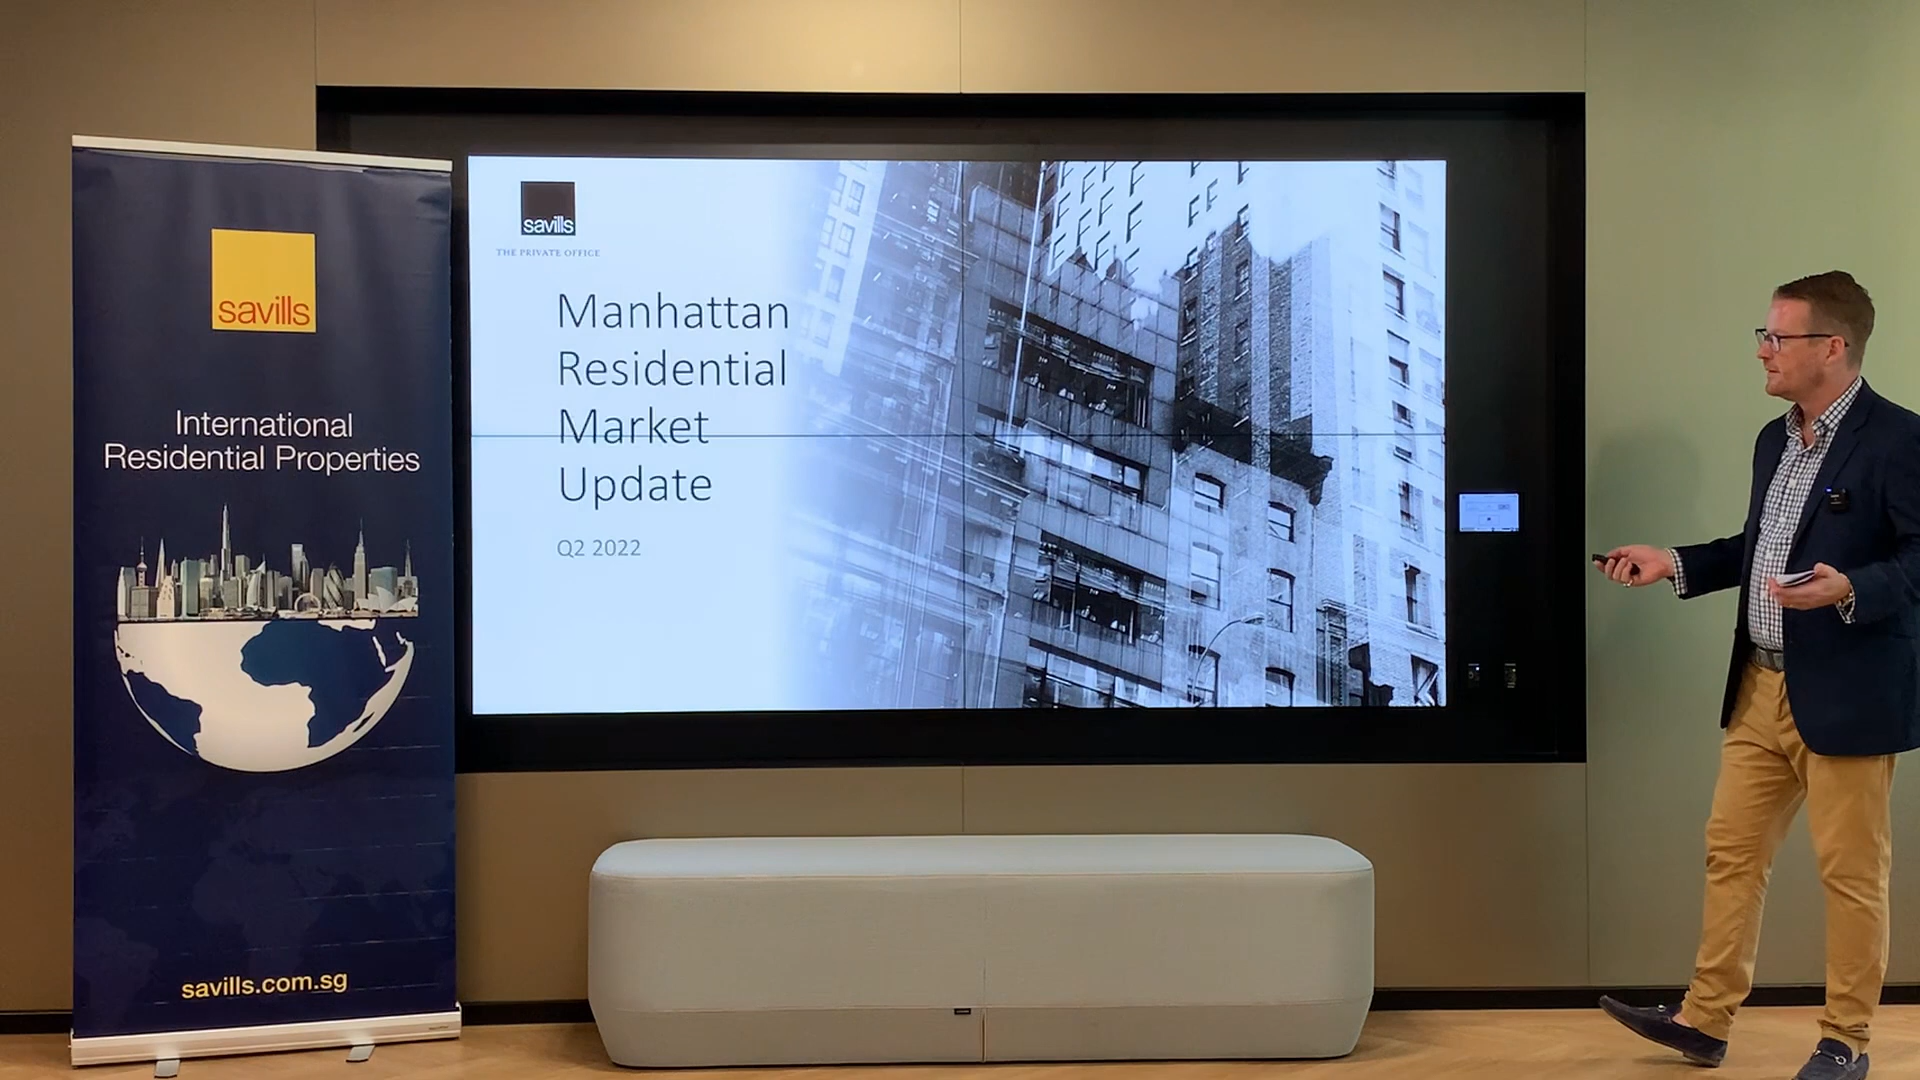 savills
International
Residential Properties
savills.com.sg
savills
THE PRIVATE OFFICE
Manhattan
Residential
Market
Update
Q2 2022